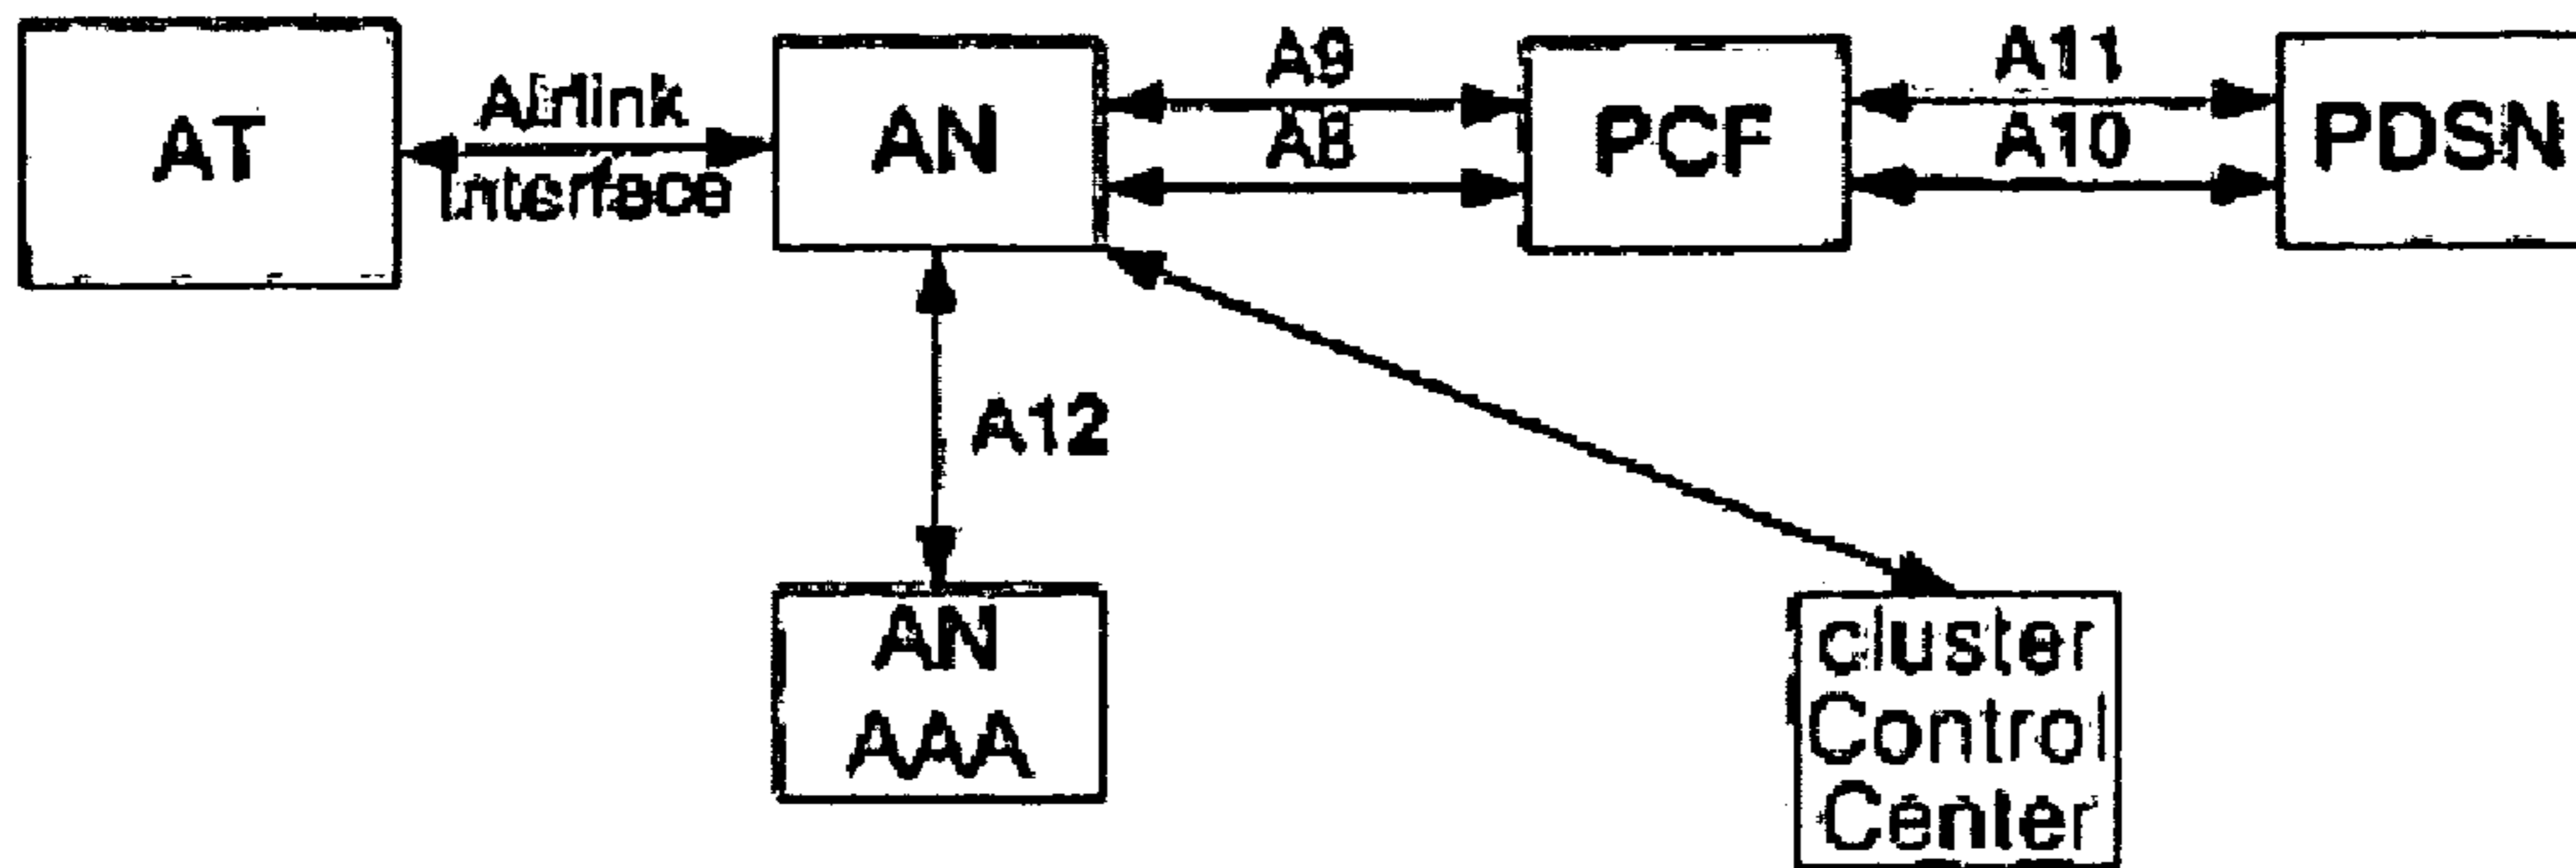 AT
Airlink
Interface
AN
A9
A8
PCF
A11
A10
PDSN
A12
AN
AAA
cluster
Control
Center